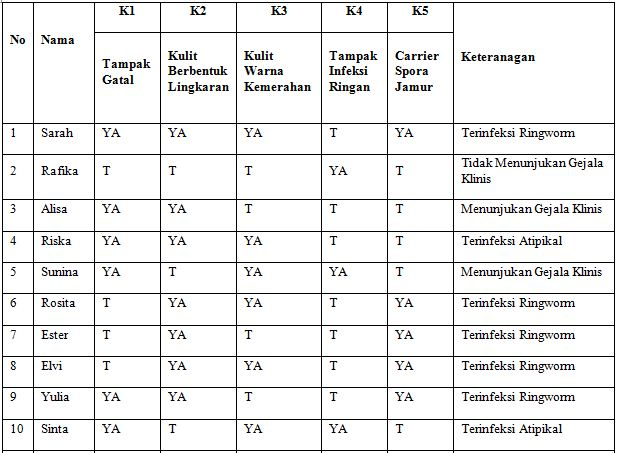 No Nama K1 K2 K3 K4 K5 Keteranagan
Tampak Gatal
Kulit Berbentuk Lingkaran
Kulit Warna Kemerahan
Tampak Infeksi Ringan
Carrier Spora Jamur
1 Sarah YA YA YA T YA Terinfeksi Ringworm
2 Rafika T T T YA T Tidak Menunjukan Gejala Klinis
3 Alisa YA YA T T T Menunjukan Gejala Klinis
4 Riska YA YA YA T T Terinfeksi Atipikal
5 Sunina YA T YA YA T Menunjukan Gejala Klinis
6 Rosita T YA YA T YA Terinfeksi Ringworm
7 Ester T YA T T YA Terinfeksi Ringworm
8 Elvi T YA YA T YA Terinfeksi Ringworm
9 Yulia YA YA T T YA Terinfeksi Ringworm
10 Sinta YA T YA YA T Terinfeksi Atipikal